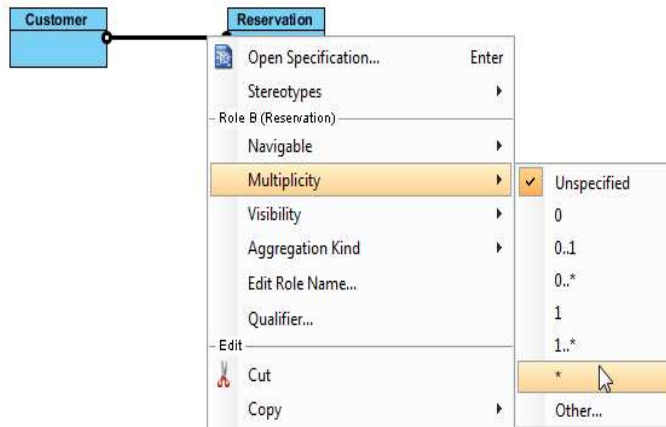 Customer
Reservation
Open Specification... Enter
Stereotypes
Role B (Reservation)
Navigable
Multiplicity
Visibility
Aggregation Kind
Edit Role Name...
Qualifier...
Edit
Cut
Copy
Unspecified
0
0..1
0..*
1
1..*
*
Other...